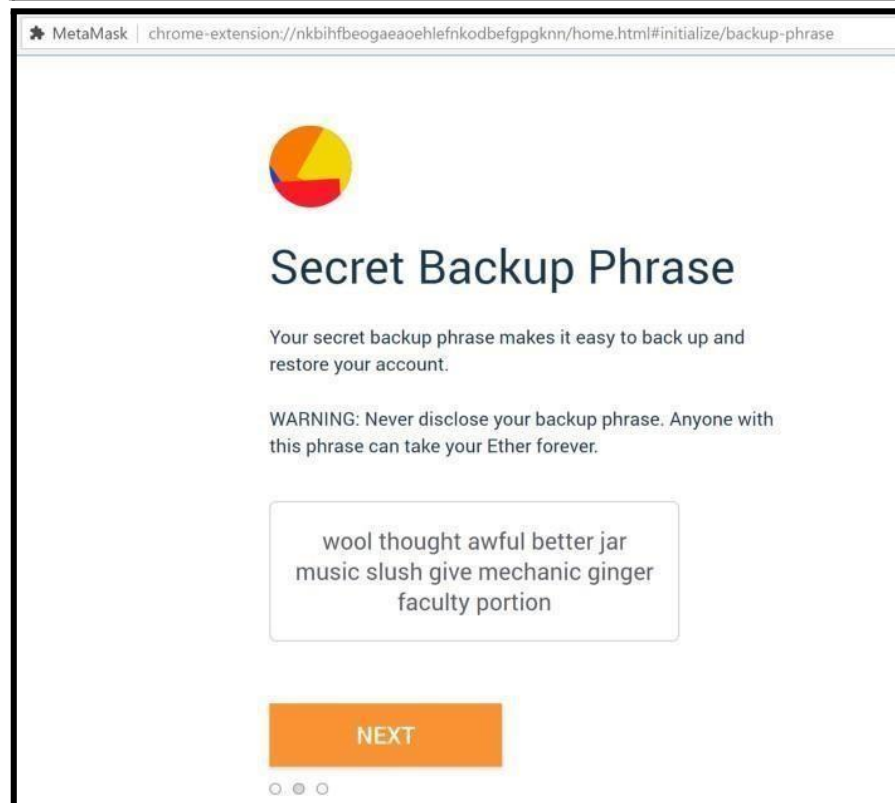 MetaMask | chrome-extension://nkbihfbeogaeaoehlefnkodbefgpgknn/home.html#initialize/backup-phrase
Secret Backup Phrase
Your secret backup phrase makes it easy to back up and
restore your account.
WARNING: Never disclose your backup phrase. Anyone with
this phrase can take your Ether forever.
wool thought awful better jar
music slush give mechanic ginger
faculty portion
NEXT